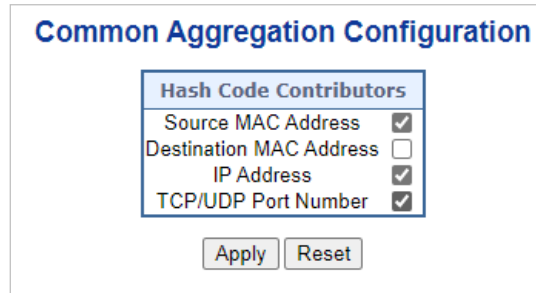 Common Aggregation Configuration
Hash Code Contributors
Source MAC Address
Destination MAC Address
IP Address
TCP/UDP Port Number
Apply Reset